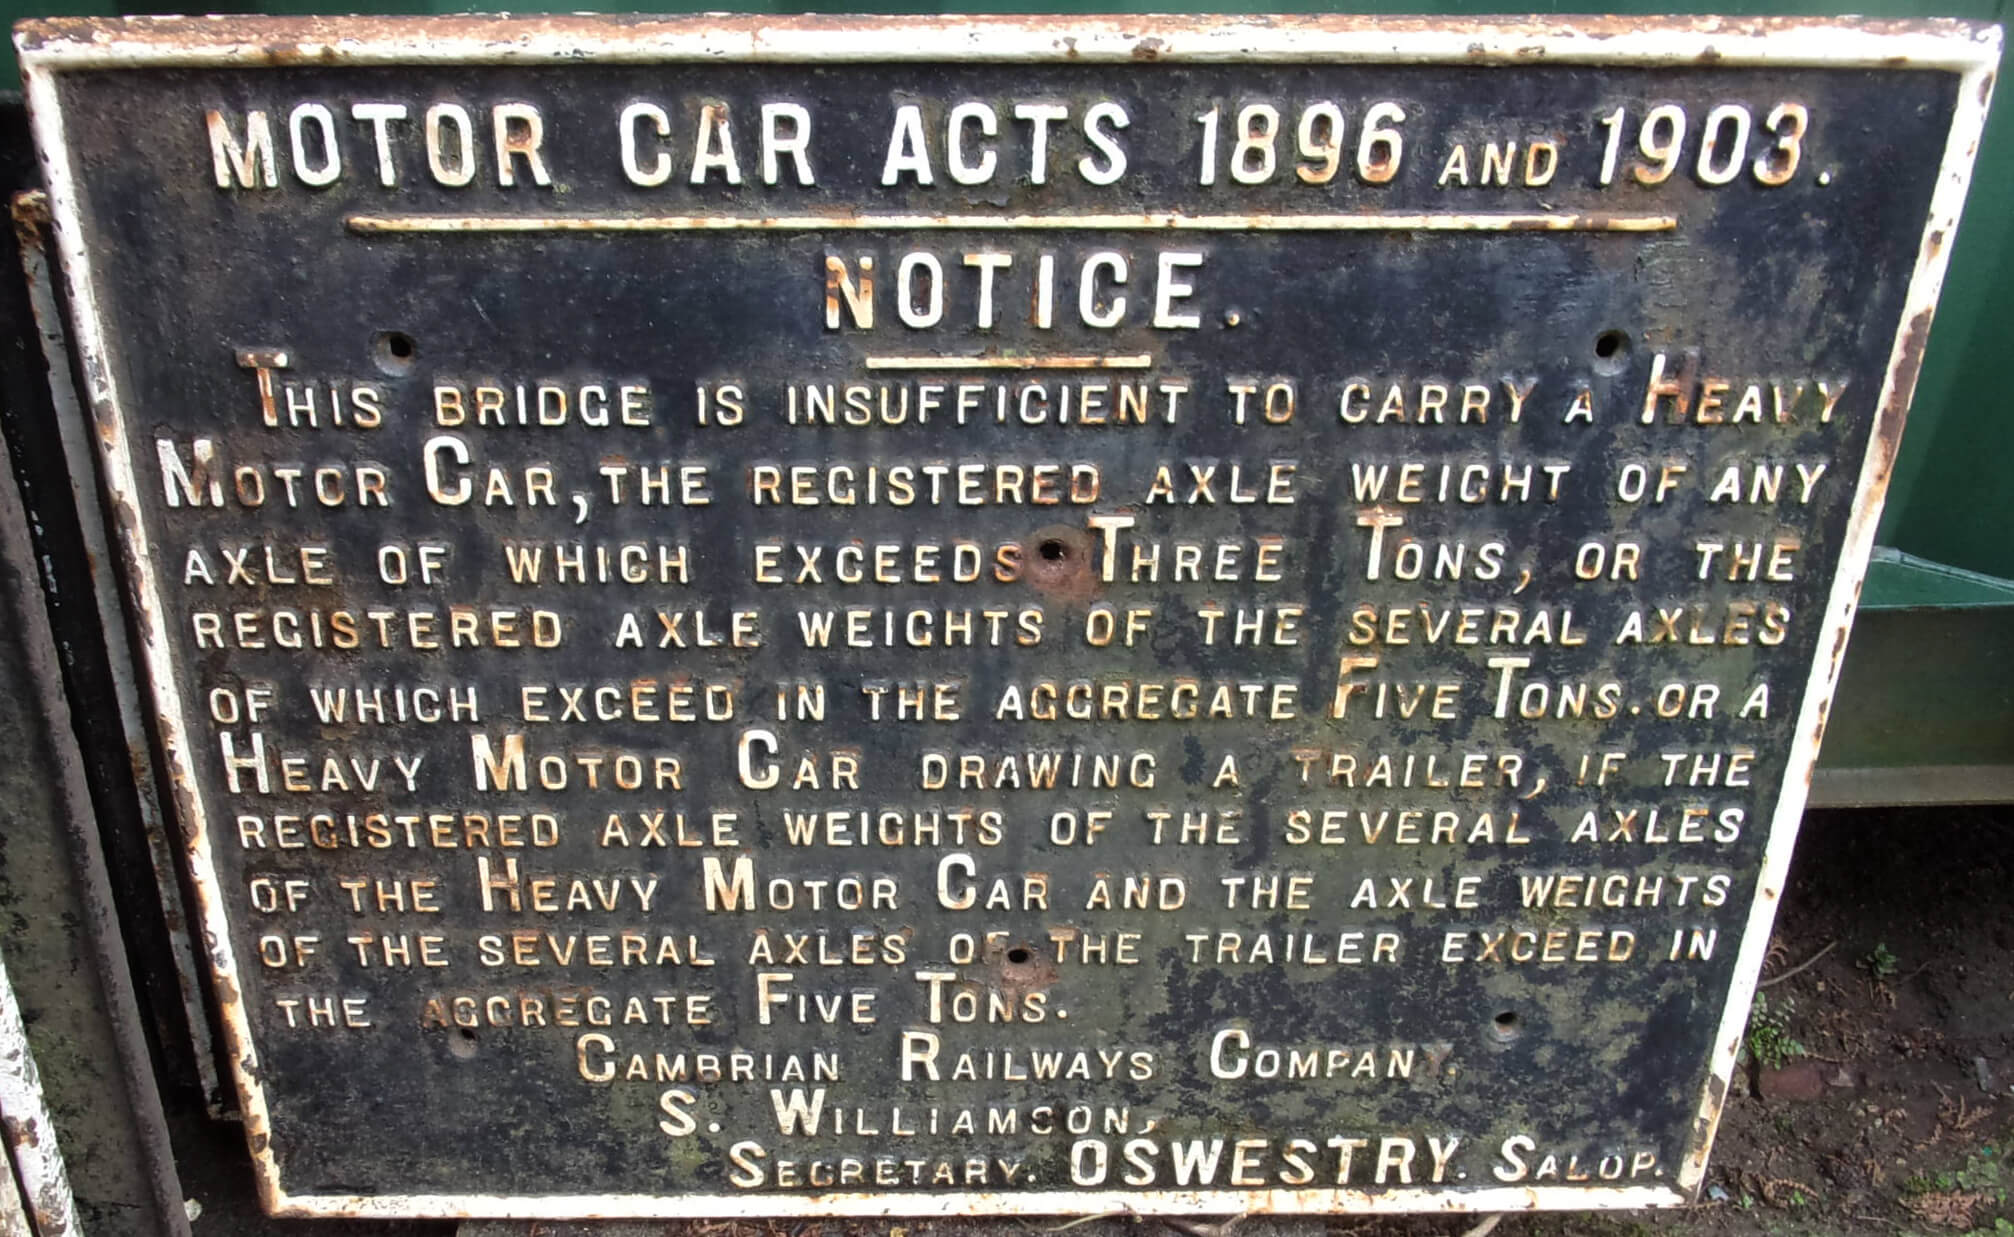 MOTOR CAR ACTS 1896 AND 1903.
NOTICE.
THIS BRIDGE IS INSUFFICIENT TO CARRY A HEAVY
MOTOR CAR, THE REGISTERED AXLE WEIGHT OF ANY
AXLE OF WHICH EXCEEDS THREE TONS, OR THE
REGISTERED AXLE WEIGHTS OF THE SEVERAL AXLES
OF WHICH EXCEED IN THE AGGREGATE FIVE TONS. OR A
HEAVY MOTOR CAR DRAWING A TRAILER, IF THE
REGISTERED AXLE WEIGHTS OF THE SEVERAL AXLES
OF THE HEAVY MOTOR CAR AND THE AXLE WEIGHTS
OF THE SEVERAL AXLES OF THE TRAILER EXCEED IN
THE AGGREGATE FIVE TONS.
CAMBRIAN RAILWAYS COMPANY.
S. WILLIAMSON,
SECRETARY. OSWESTRY. SALOP.